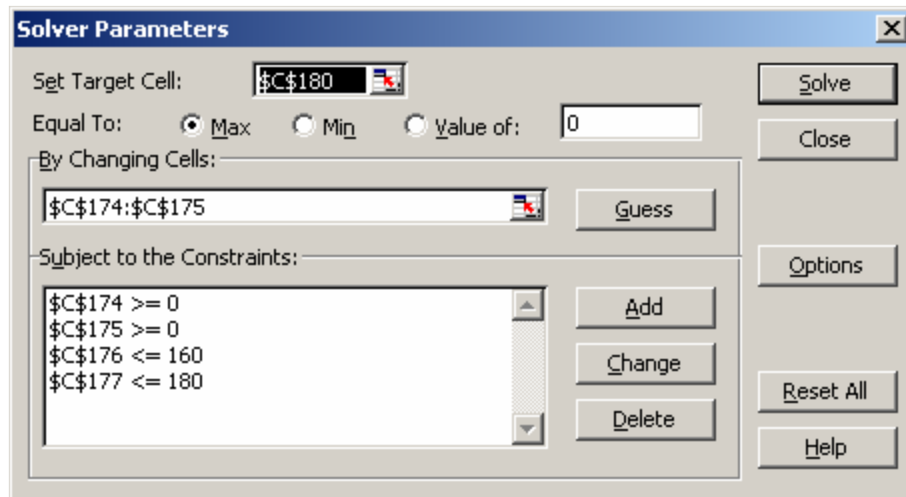 Solver Parameters
Set Target Cell: $C$180 Solve
Equal To: Max Min Value of: 0 Close
By Changing Cells:
$C$174:$C$175 Guess
Subject to the Constraints: Options
$C$174 >= 0 Add
$C$175 >= 0
$C$176 <= 160 Change
$C$177 <= 180 Reset All
Delete
Help